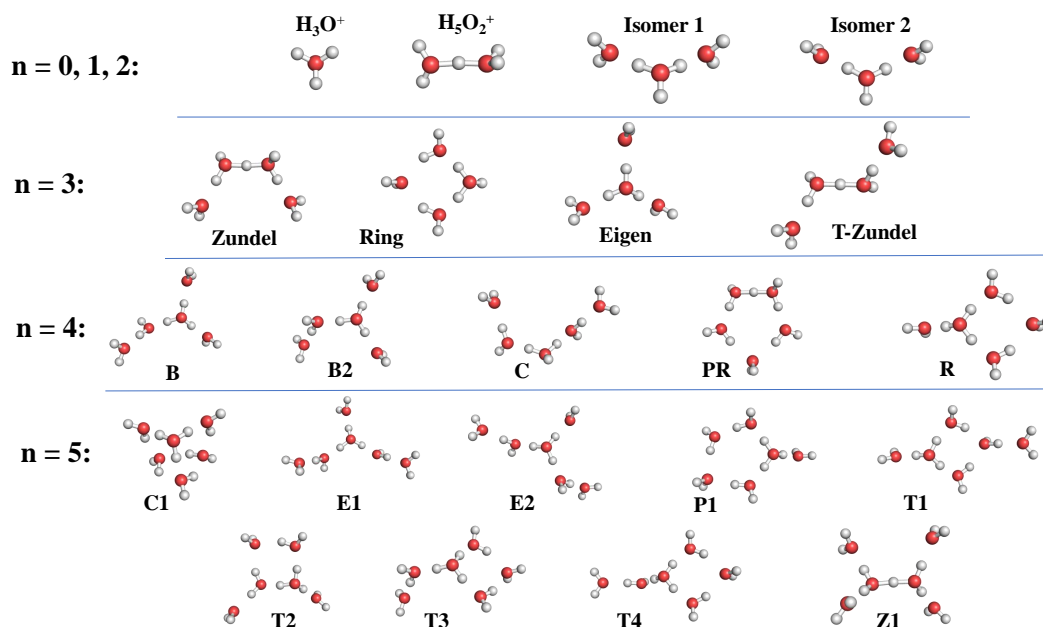 H₃O⁺ H₅O₂⁺ Isomer 1 Isomer 2
n = 0, 1, 2:
n = 3:
Zundel Ring Eigen T-Zundel
n = 4:
B B2 C PR R
n = 5:
C1 E1 E2 P1 T1
T2 T3 T4 Z1